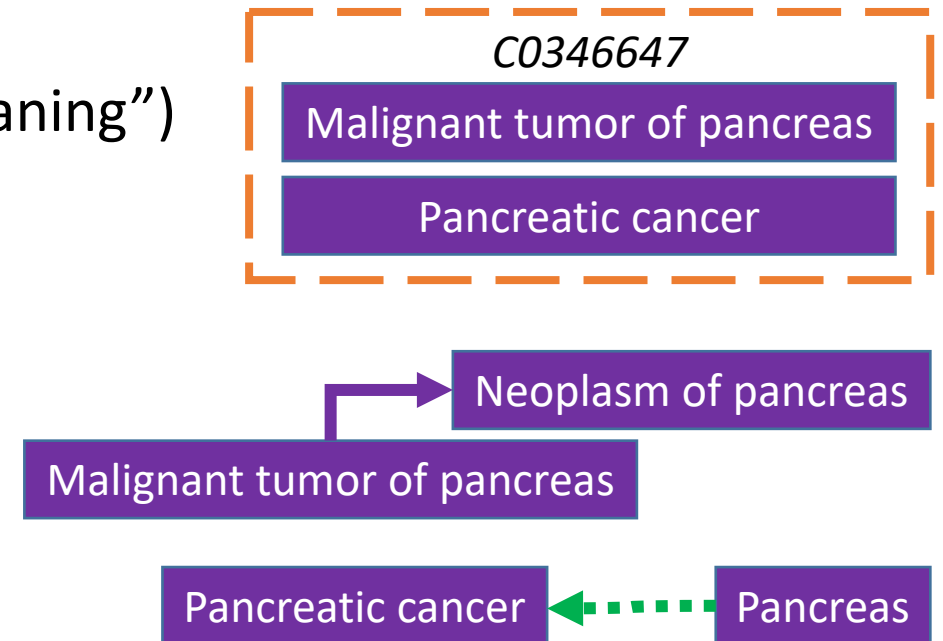 C0346647
aning”)
Malignant tumor of pancreas
Pancreatic cancer
Neoplasm of pancreas
Malignant tumor of pancreas
Pancreatic cancer
Pancreas